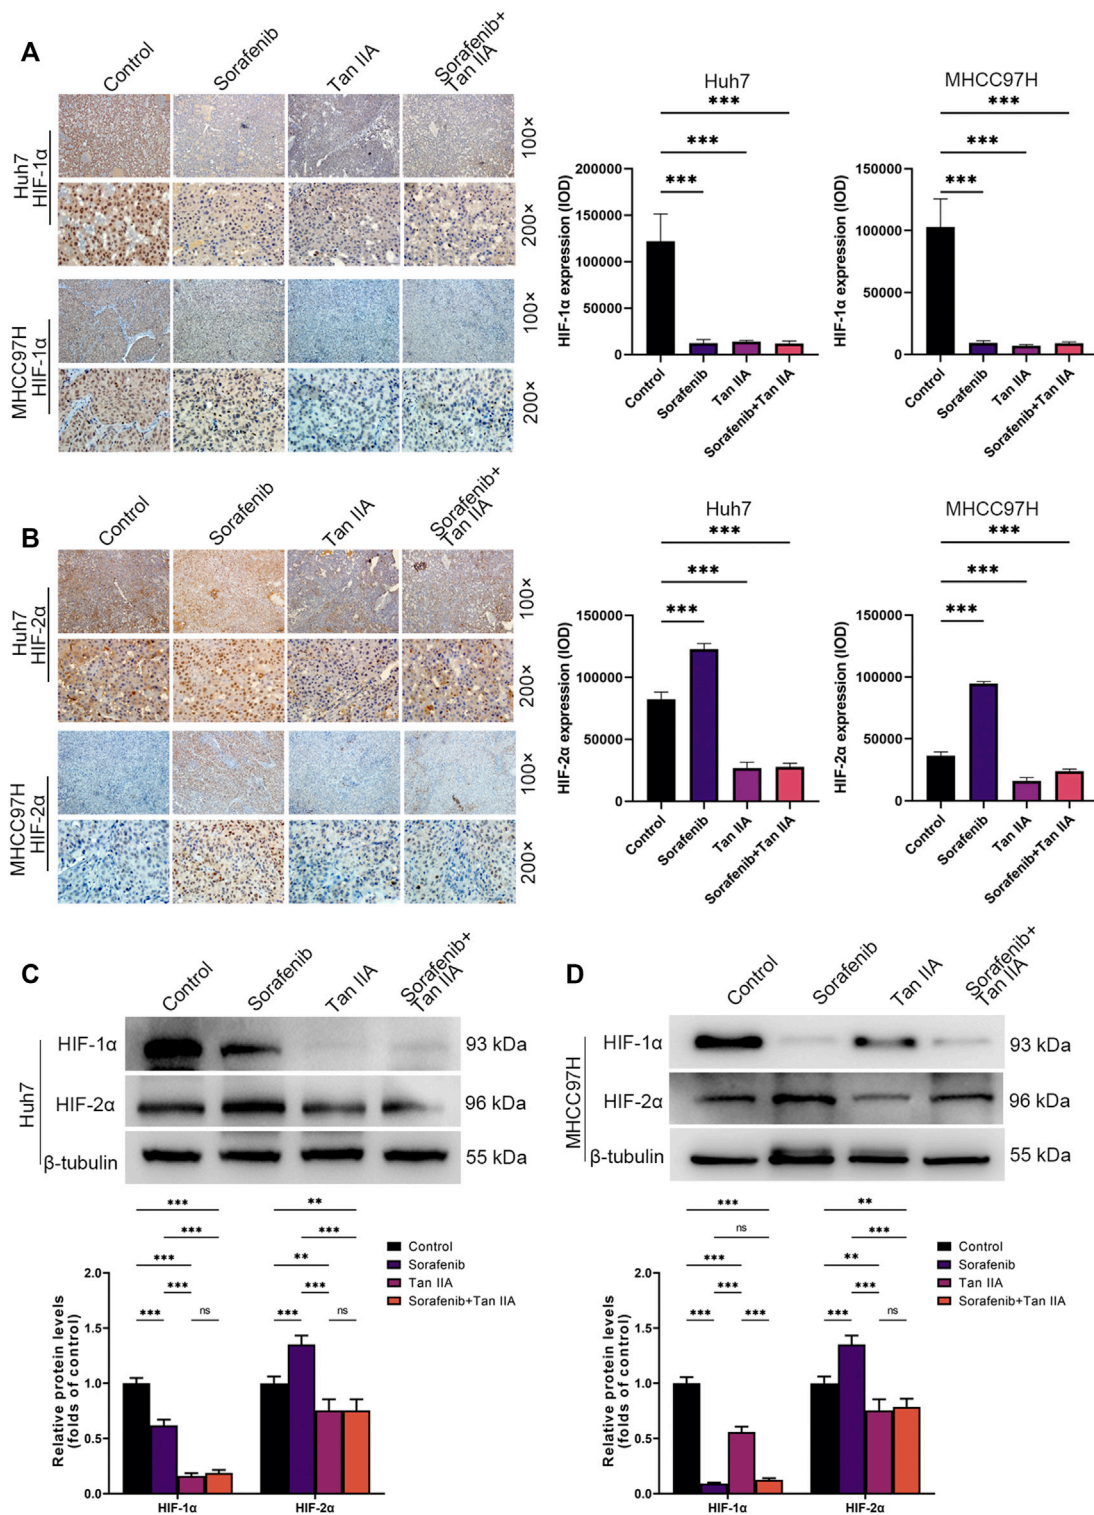 A
Control
Sorafenib
Tan IIA
Sorafenib+
Tan IIA
Huh7
HIF-1α
100×
200×
MHCC97H
HIF-1α
100×
200×
Huh7
***
***
***
HIF-1α expression (IOD)
200000
150000
100000
50000
0
Control
Sorafenib
Tan IIA
Sorafenib+Tan IIA
MHCC97H
***
***
***
HIF-1α expression (IOD)
150000
100000
50000
0
Control
Sorafenib
Tan IIA
Sorafenib+Tan IIA
B
Control
Sorafenib
Tan IIA
Sorafenib+
Tan IIA
Huh7
HIF-2α
100×
200×
MHCC97H
HIF-2α
100×
200×
Huh7
***
***
***
HIF-2α expression (IOD)
150000
100000
50000
0
Control
Sorafenib
Tan IIA
Sorafenib+Tan IIA
MHCC97H
***
***
***
HIF-2α expression (IOD)
150000
100000
50000
0
Control
Sorafenib
Tan IIA
Sorafenib+Tan IIA
C
Control
Sorafenib
Tan IIA
Sorafenib+
Tan IIA
Huh7
HIF-1α
93 kDa
HIF-2α
96 kDa
β-tubulin
55 kDa
*** **
*** ***
*** **
*** ***
*** ns *** ns
Control
Sorafenib
Tan IIA
Sorafenib+Tan IIA
Relative protein levels
(folds of control)
2.0
1.5
1.0
0.5
0.0
HIF-1α HIF-2α
D
Control
Sorafenib
Tan IIA
Sorafenib+
Tan IIA
MHCC97H
HIF-1α
93 kDa
HIF-2α
96 kDa
β-tubulin
55 kDa
*** **
ns ***
*** **
*** ***
*** *** *** ns
Control
Sorafenib
Tan IIA
Sorafenib+Tan IIA
Relative protein levels
(folds of control)
2.0
1.5
1.0
0.5
0.0
HIF-1α HIF-2α